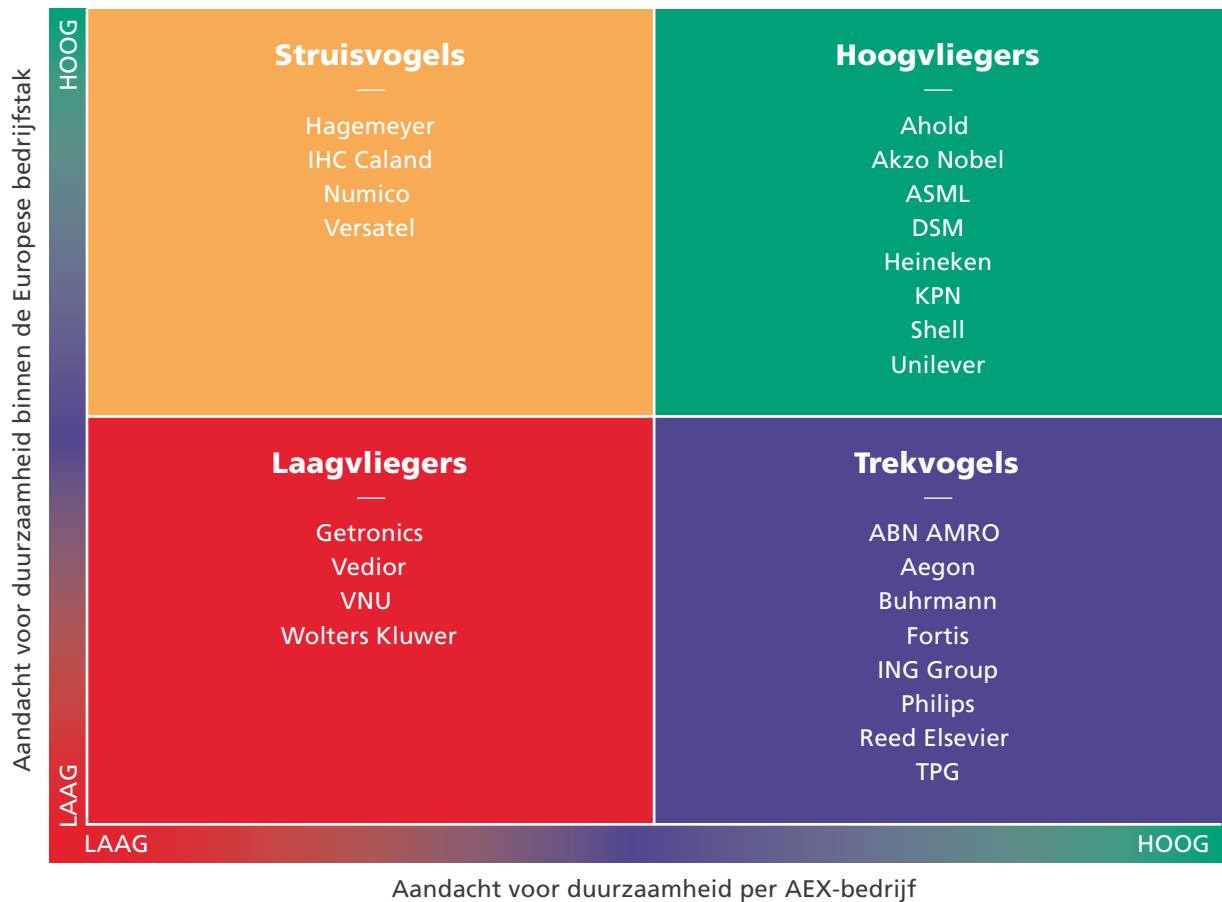 Aandacht voor duurzaamheid binnen de Europese bedrijfstak
HOOG
LAAG
Struisvogels
Hagemeyer
IHC Caland
Numico
Versatel
Hoogvliegers
Ahold
Akzo Nobel
ASML
DSM
Heineken
KPN
Shell
Unilever
Laagvliegers
Getronics
Vedior
VNU
Wolters Kluwer
Trekvogels
ABN AMRO
Aegon
Buhrmann
Fortis
ING Group
Philips
Reed Elsevier
TPG
LAAG
HOOG
Aandacht voor duurzaamheid per AEX-bedrijf